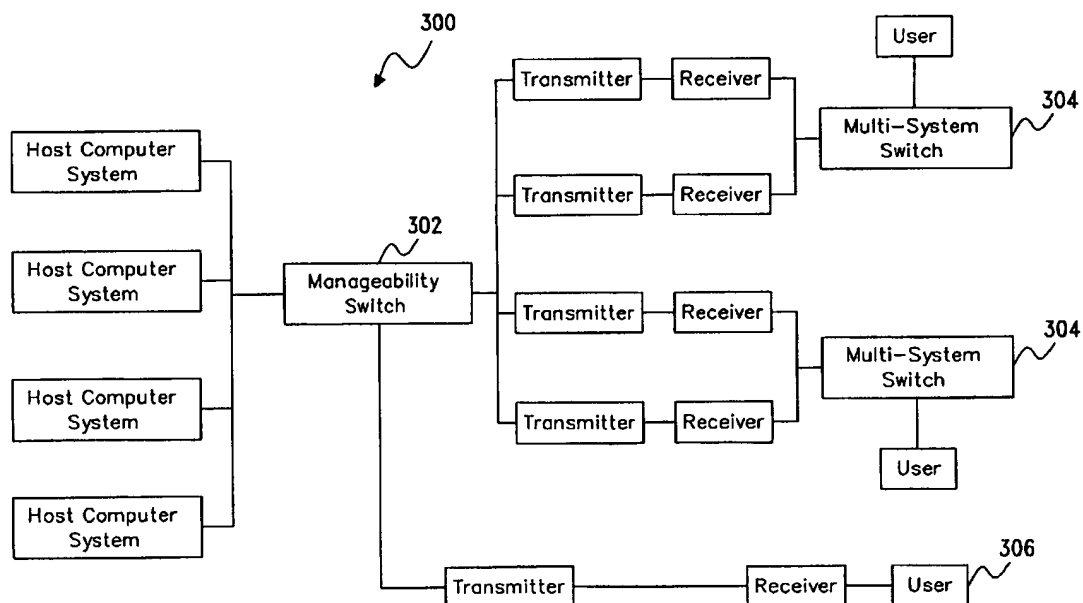 300
User
Transmitter
Receiver
304
Multi-System
Switch
Host Computer
System
Transmitter
Receiver
302
Host Computer
System
Manageability
Switch
Transmitter
Receiver
304
Multi-System
Switch
Host Computer
System
Transmitter
Receiver
User
Host Computer
System
306
Transmitter
Receiver
User